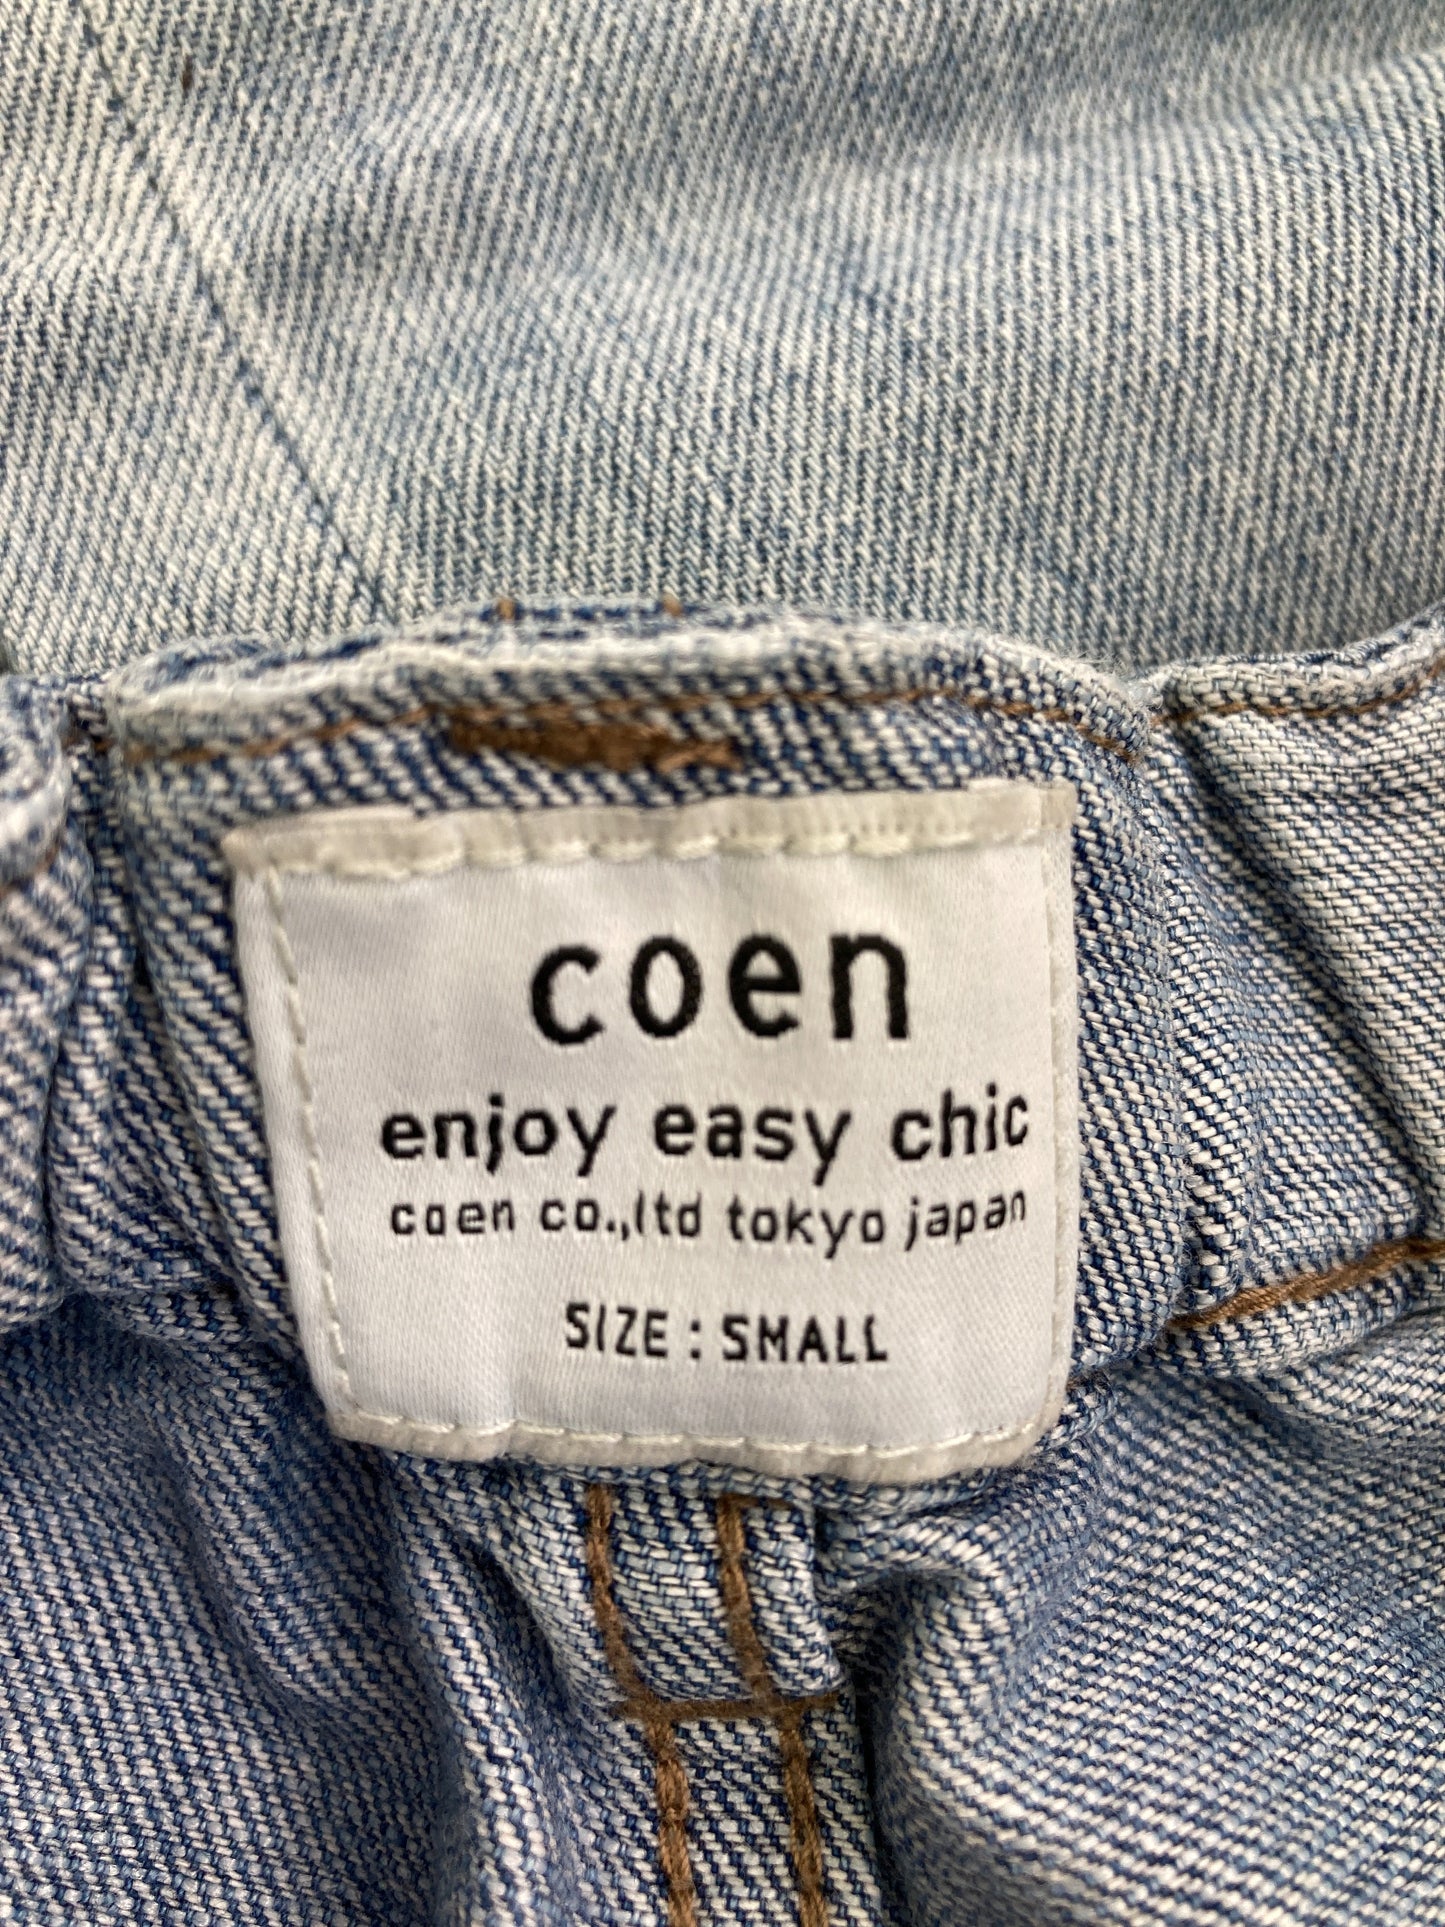 coen
enjoy easy chic
coen co.,ltd tokyo japan
SIZE : SMALL